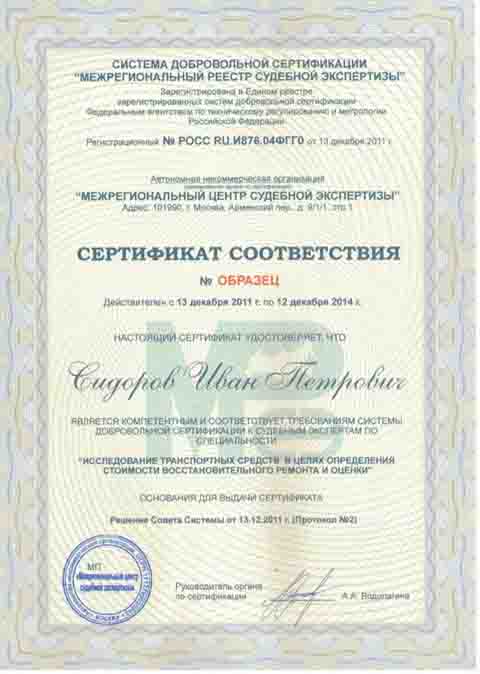 СИСТЕМА ДОБРОВОЛЬНОЙ СЕРТИФИКАЦИИ
"МЕЖРЕГИОНАЛЬНЫЙ РЕЕСТР СУДЕБНОЙ ЭКСПЕРТИЗЫ"
Зарегистрирована в Едином реестре
зарегистрированных систем добровольной сертификации
Федеральным агентством по техническому регулированию и метрологии
Российской Федерации
Регистрационный № РОСС RU.И876.04ФГГ0 от 13 декабря 2011 г.
Автономная некоммерческая организация
"МЕЖРЕГИОНАЛЬНЫЙ ЦЕНТР СУДЕБНОЙ ЭКСПЕРТИЗЫ"
Адрес: 101990, г. Москва, Армянский пер., д. 9/1/1, стр.1
СЕРТИФИКАТ СООТВЕТСТВИЯ
№ ОБРАЗЕЦ
Действителен с 13 декабря 2011 г. по 12 декабря 2014 г.
НАСТОЯЩИЙ СЕРТИФИКАТ УДОСТОВЕРЯЕТ, ЧТО
Сидоров Иван Петрович
ЯВЛЯЕТСЯ КОМПЕТЕНТНЫМ И СООТВЕТСТВУЕТ ТРЕБОВАНИЯМ СИСТЕМЫ
ДОБРОВОЛЬНОЙ СЕРТИФИКАЦИИ К СУДЕБНЫМ ЭКСПЕРТАМ ПО
СПЕЦИАЛЬНОСТИ
"ИССЛЕДОВАНИЕ ТРАНСПОРТНЫХ СРЕДСТВ В ЦЕЛЯХ ОПРЕДЕЛЕНИЯ
СТОИМОСТИ ВОССТАНОВИТЕЛЬНОГО РЕМОНТА И ОЦЕНКИ"
ОСНОВАНИЯ ДЛЯ ВЫДАЧИ СЕРТИФИКАТА
Решение Совета Системы от 13.12.2011 г. (Протокол №2)
МП
«Межрегиональный центр
судебной экспертизы»
Руководитель органа
по сертификации
А.А. Водолагина